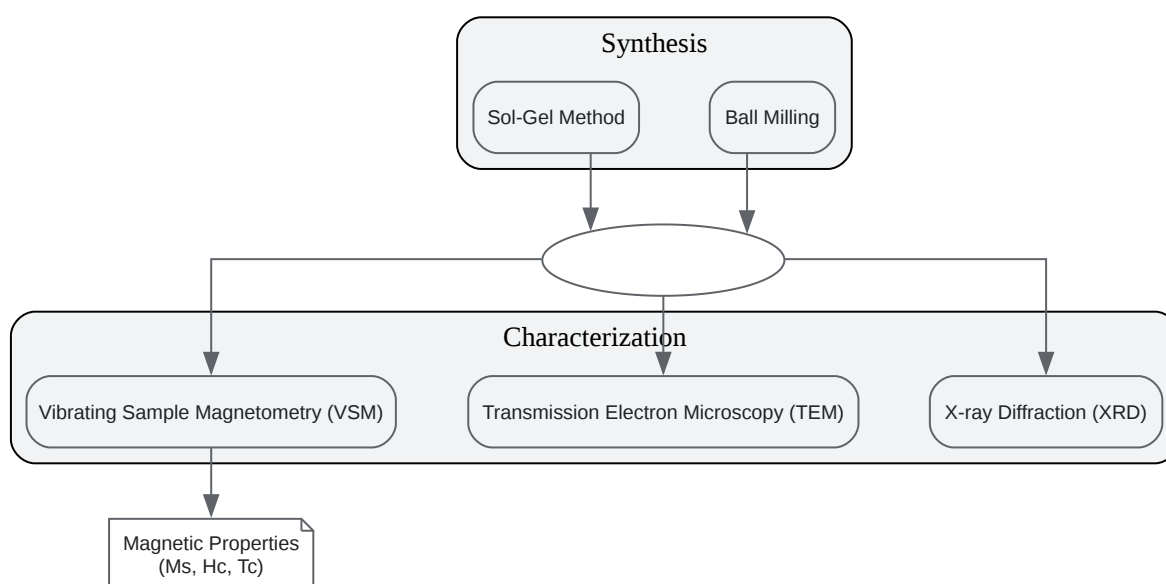 Synthesis
Sol-Gel Method
Ball Milling
Characterization
Vibrating Sample Magnetometry (VSM)
Transmission Electron Microscopy (TEM)
X-ray Diffraction (XRD)
Magnetic Properties
(Ms, Hc, Tc)